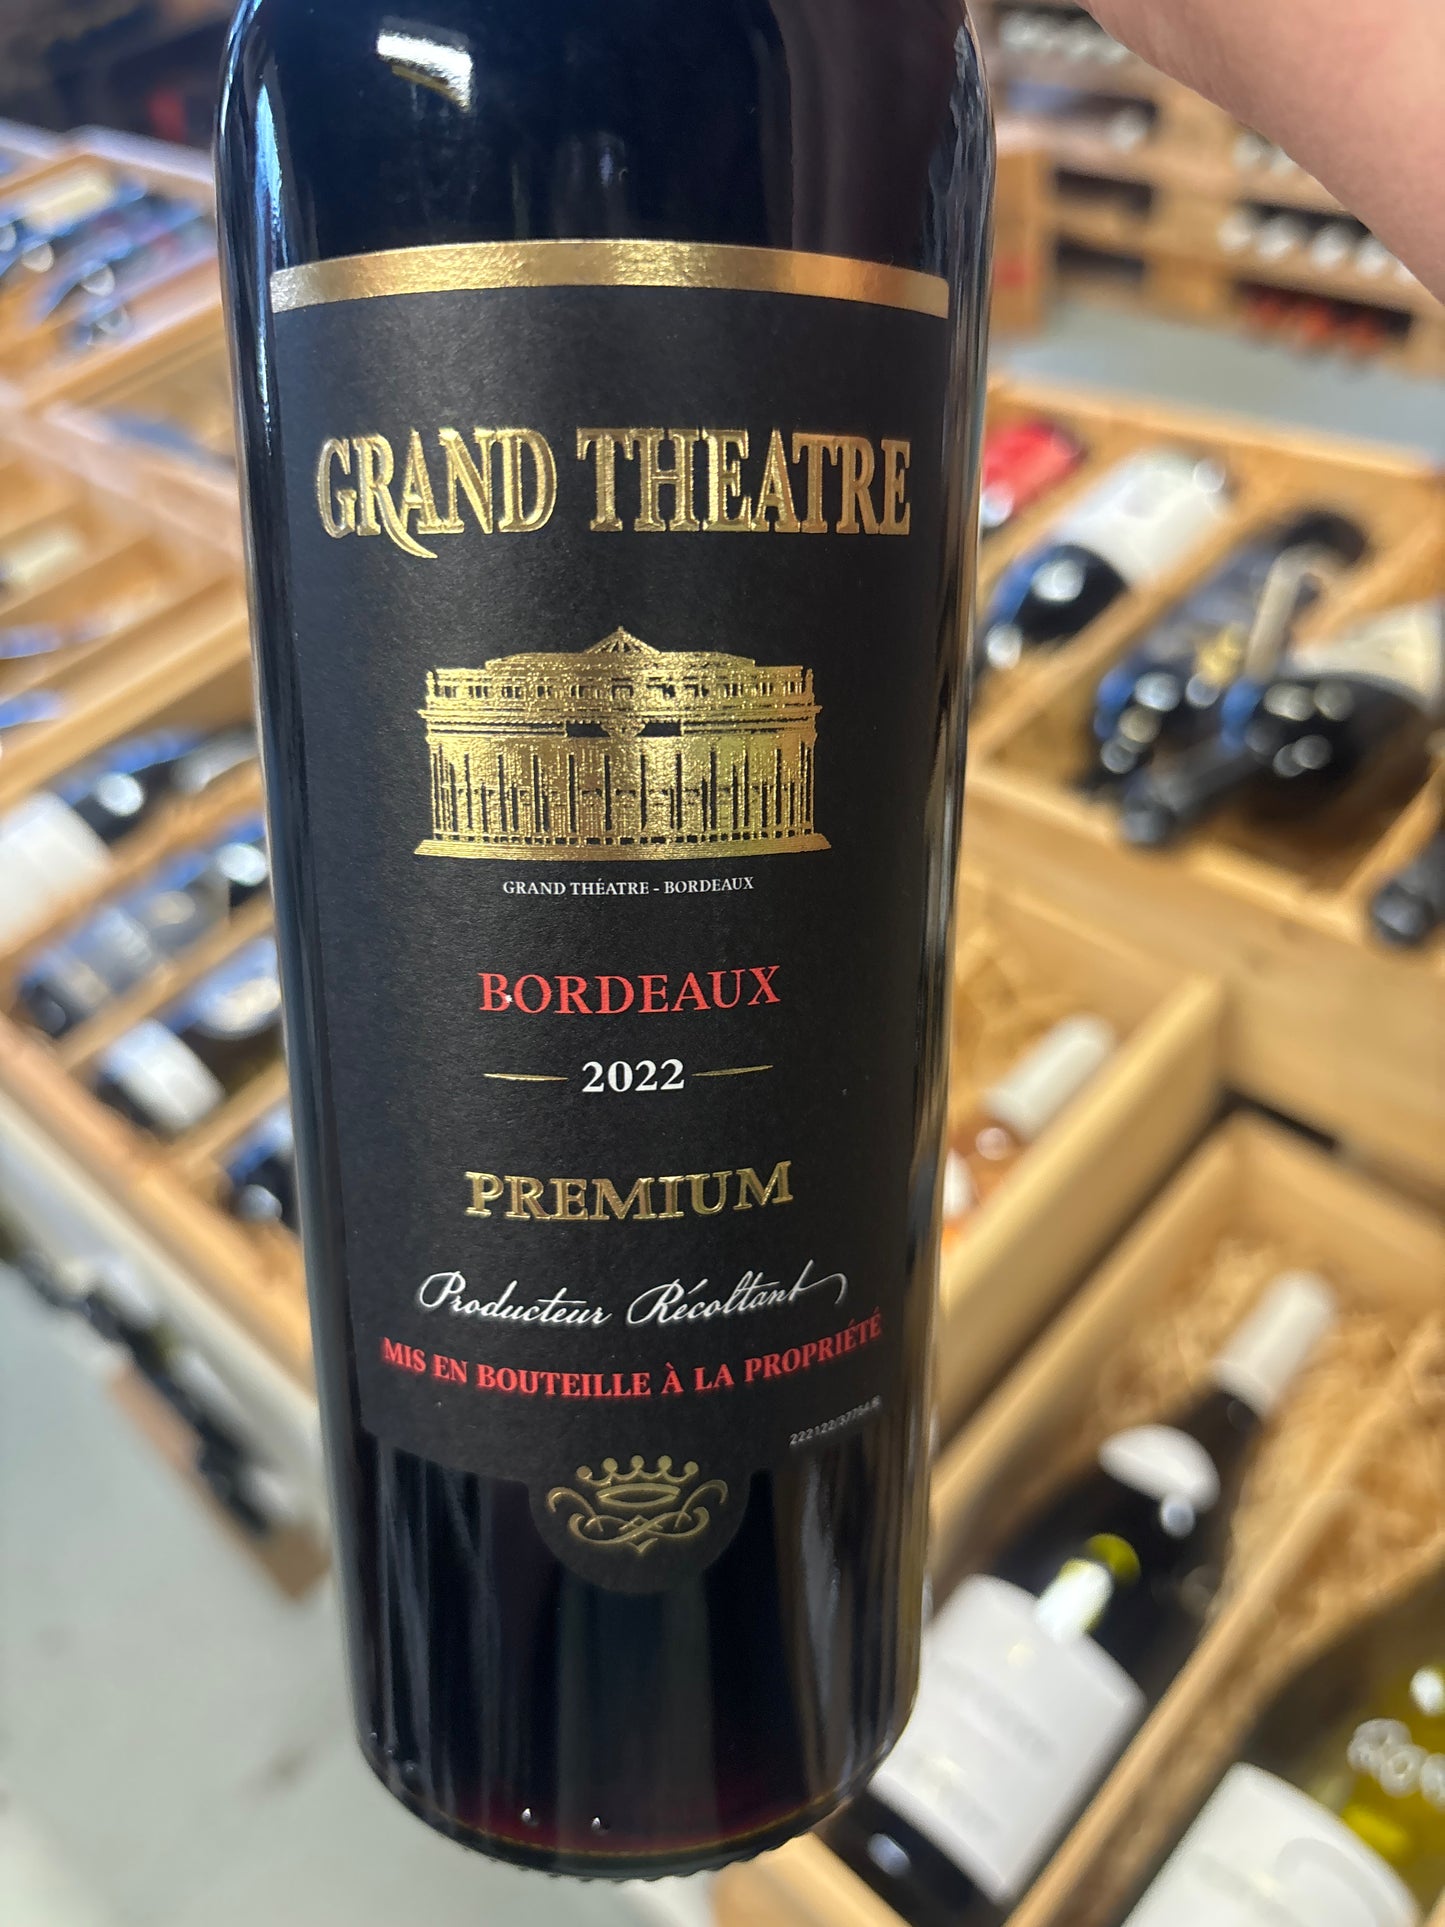 GRAND THEATRE
GRAND THÉATRE - BORDEAUX
BORDEAUX
2022
PREMIUM
Producteur Récoltant
MIS EN BOUTEILLE À LA PROPRIÉTÉ